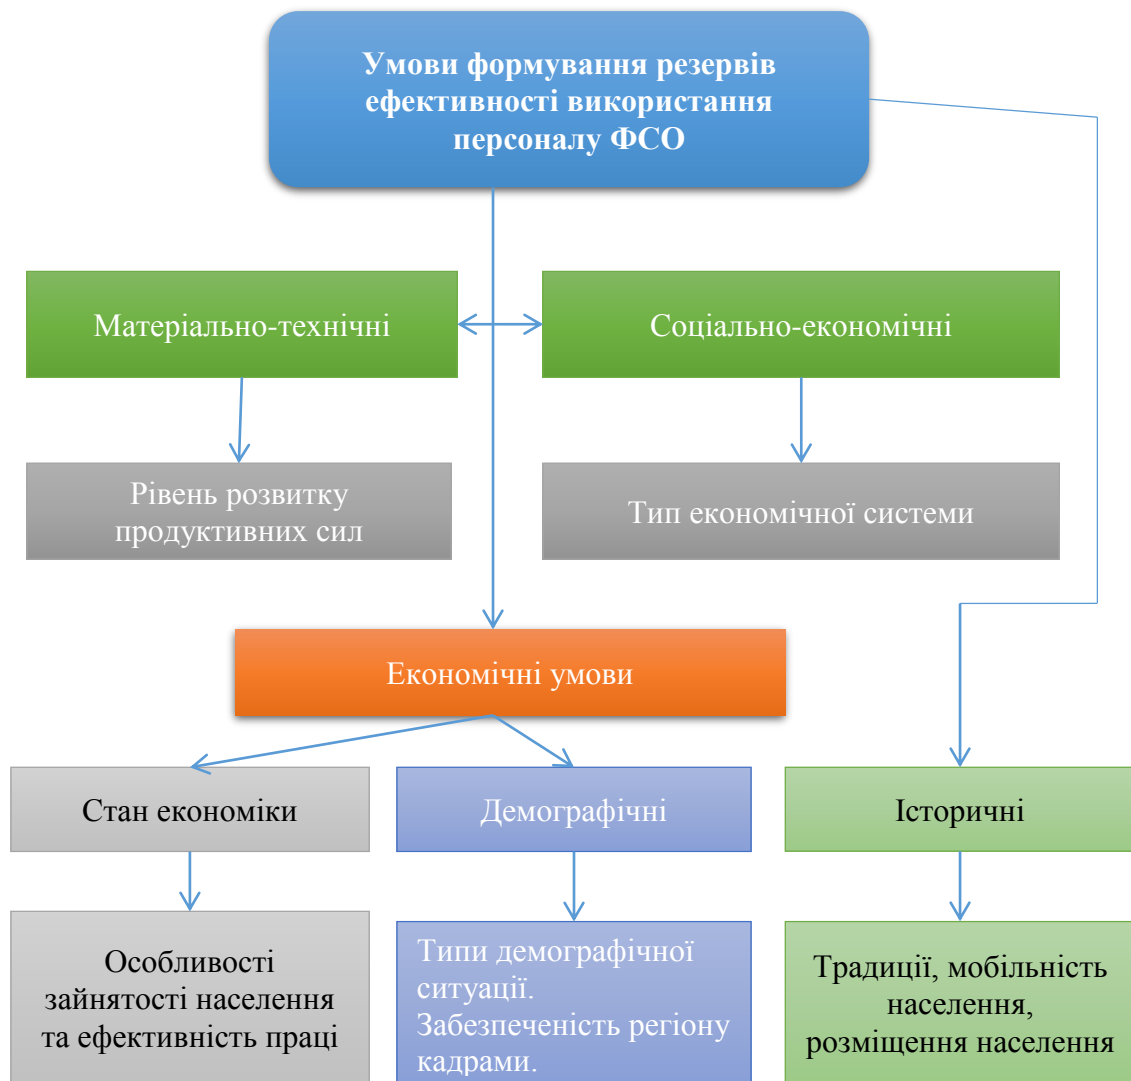 Умови формування резервів
ефективності використання
персоналу ФСО
Матеріально-технічні
Соціально-економічні
Рівень розвитку
продуктивних сил
Тип економічної системи
Економічні умови
Стан економіки
Демографічні
Історичні
Особливості
зайнятості населення
та ефективність праці
Типи демографічної
ситуації.
Забезпеченість регіону
кадрами.
Традиції, мобільність
населення,
розміщення населення